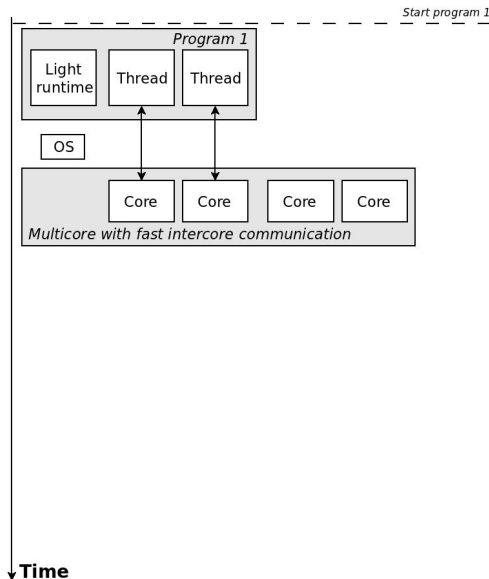 Start program 1
Program 1
Light
runtime
Thread
Thread
OS
Core
Core
Core
Core
Multicore with fast intercore communication
Time